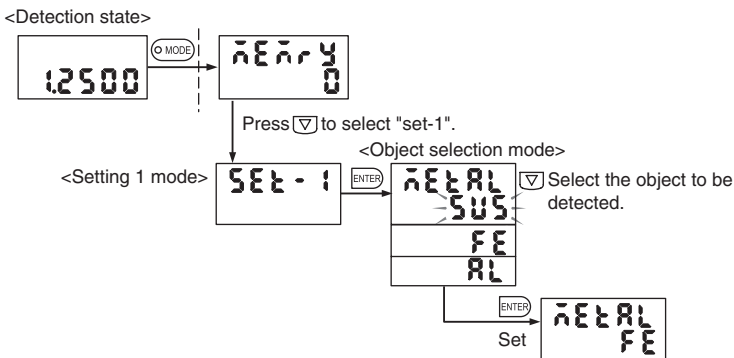 <Detection state>
MODE
1.2500
mEmry
0
Press to select "set-1".
<Object selection mode>
<Setting 1 mode>
SEt - 1
ENTER
mEtAL
SUS
FE
AL
Select the object to be
detected.
ENTER
Set
mEtAL
FE